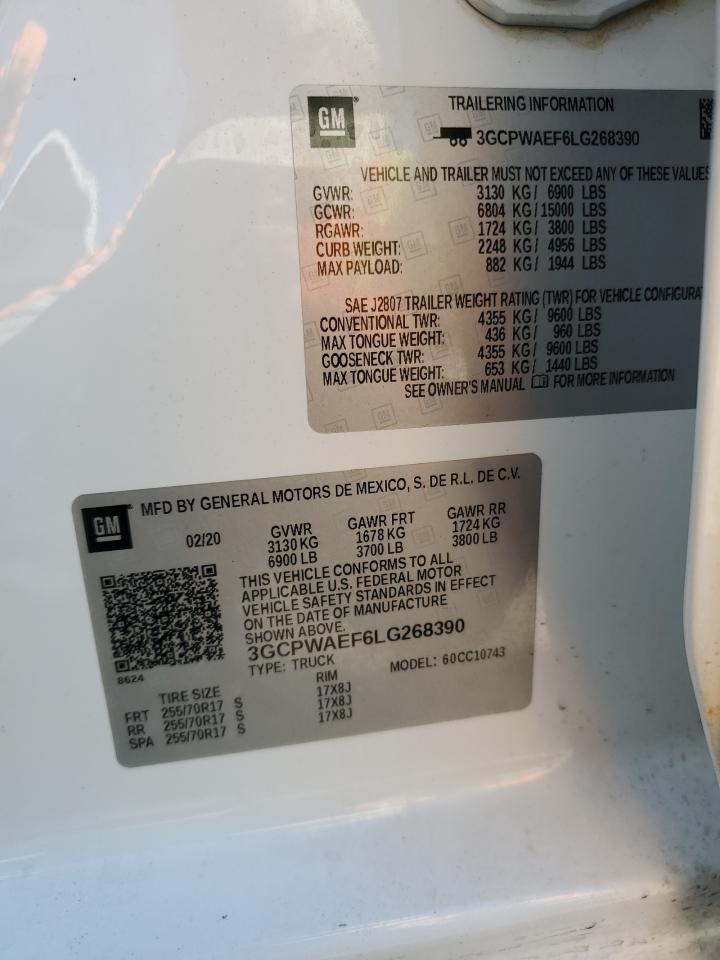 GM
TRAILERING INFORMATION
3GCPWAEF6LG268390
VEHICLE AND TRAILER MUST NOT EXCEED ANY OF THESE VALUES
GVWR: 3130 KG/ 6900 LBS
GCWR: 6804 KG/15000 LBS
RGAWR: 1724 KG/ 3800 LBS
CURB WEIGHT: 2248 KG/ 4956 LBS
MAX PAYLOAD: 882 KG/ 1944 LBS
SAE J2807 TRAILER WEIGHT RATING (TWR) FOR VEHICLE CONFIGURA
CONVENTIONAL TWR: 4355 KG/ 9600 LBS
MAX TONGUE WEIGHT: 436 KG/ 960 LBS
GOOSENECK TWR: 4355 KG/ 9600 LBS
MAX TONGUE WEIGHT: 653 KG/ 1440 LBS
SEE OWNER'S MANUAL FOR MORE INFORMATION
GM
MFD BY GENERAL MOTORS DE MEXICO, S. DE R.L. DE C.V.
02/20 GVWR GAWR FRT GAWR RR
3130 KG 1678 KG 1724 KG
6900 LB 3700 LB 3800 LB
THIS VEHICLE CONFORMS TO ALL
APPLICABLE U.S. FEDERAL MOTOR
VEHICLE SAFETY STANDARDS IN EFFECT
ON THE DATE OF MANUFACTURE
SHOWN ABOVE.
3GCPWAEF6LG268390
8624
TYPE: TRUCK MODEL: 60CC10743
TIRE SIZE RIM
FRT 255/70R17 S 17X8J
RR 255/70R17 S 17X8J
SPA 255/70R17 S 17X8J